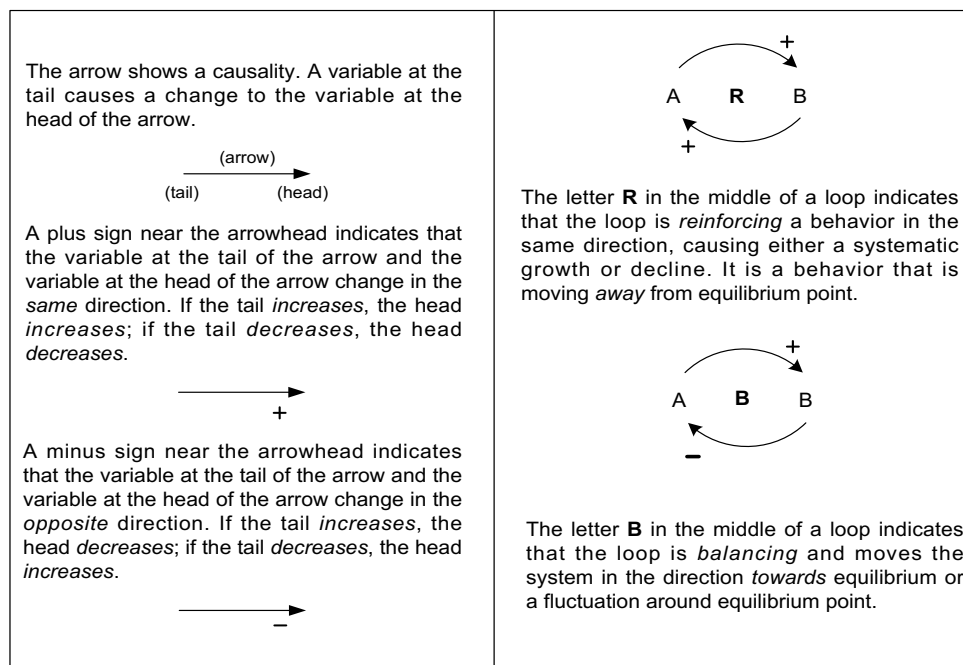 The arrow shows a causality. A variable at the
tail causes a change to the variable at the
head of the arrow.
(arrow)
(tail) (head)
A plus sign near the arrowhead indicates that
the variable at the tail of the arrow and the
variable at the head of the arrow change in the
same direction. If the tail increases, the head
increases; if the tail decreases, the head
decreases.
+
A minus sign near the arrowhead indicates
that the variable at the tail of the arrow and the
variable at the head of the arrow change in the
opposite direction. If the tail increases, the
head decreases; if the tail decreases, the head
increases.
−
+
A R B
+
The letter R in the middle of a loop indicates
that the loop is reinforcing a behavior in the
same direction, causing either a systematic
growth or decline. It is a behavior that is
moving away from equilibrium point.
+
A B B
−
The letter B in the middle of a loop indicates
that the loop is balancing and moves the
system in the direction towards equilibrium or
a fluctuation around equilibrium point.